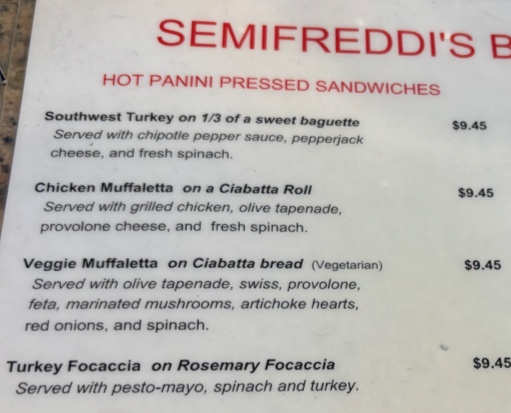 SEMIFREDDI'S B
HOT PANINI PRESSED SANDWICHES
Southwest Turkey on 1/3 of a sweet baguette $9.45
Served with chipotle pepper sauce, pepperjack
cheese, and fresh spinach.
Chicken Muffaletta on a Ciabatta Roll $9.45
Served with grilled chicken, olive tapenade,
provolone cheese, and fresh spinach.
Veggie Muffaletta on Ciabatta bread (Vegetarian) $9.45
Served with olive tapenade, swiss, provolone,
feta, marinated mushrooms, artichoke hearts,
red onions, and spinach.
Turkey Focaccia on Rosemary Focaccia $9.45
Served with pesto-mayo, spinach and turkey.